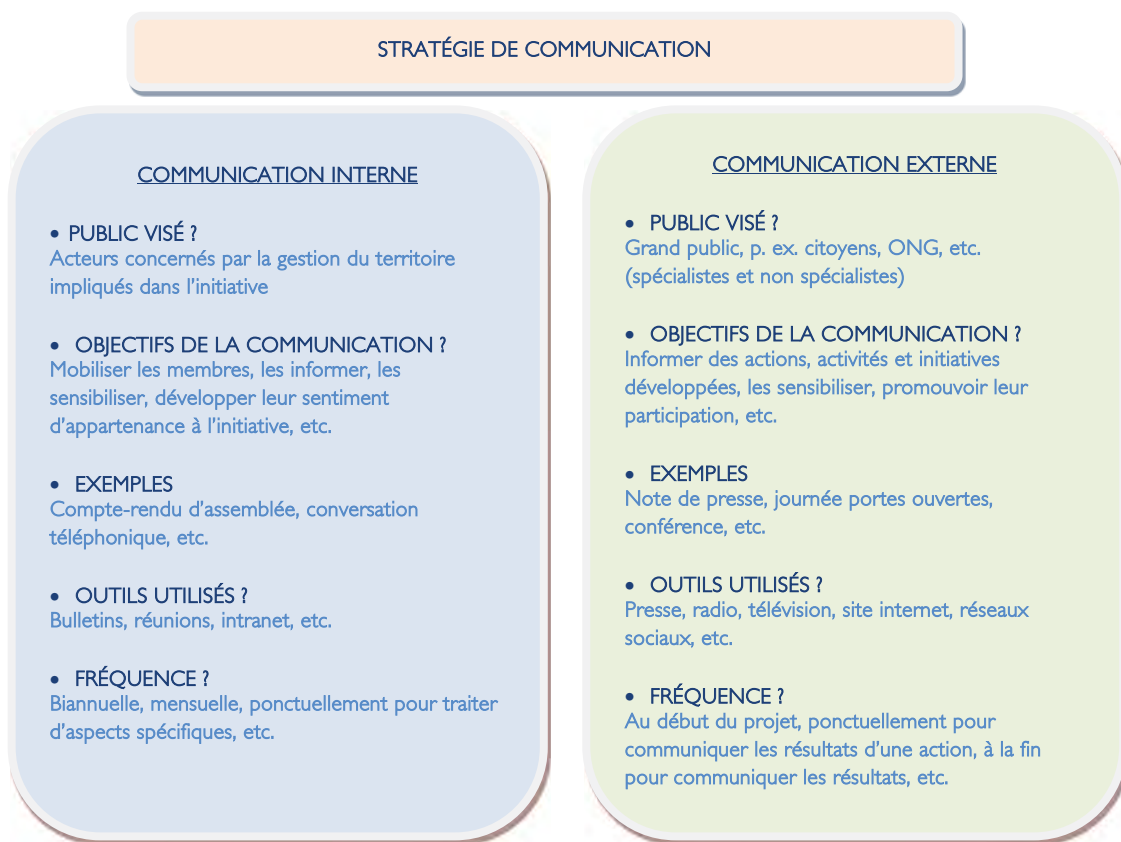 STRATÉGIE DE COMMUNICATION
COMMUNICATION INTERNE
• PUBLIC VISÉ ?
Acteurs concernés par la gestion du territoire
impliqués dans l’initiative
• OBJECTIFS DE LA COMMUNICATION ?
Mobiliser les membres, les informer, les
sensibiliser, développer leur sentiment
d’appartenance à l’initiative, etc.
• EXEMPLES
Compte-rendu d’assemblée, conversation
téléphonique, etc.
• OUTILS UTILISÉS ?
Bulletins, réunions, intranet, etc.
• FRÉQUENCE ?
Biannuelle, mensuelle, ponctuellement pour traiter
d’aspects spécifiques, etc.
COMMUNICATION EXTERNE
• PUBLIC VISÉ ?
Grand public, p. ex. citoyens, ONG, etc.
(spécialistes et non spécialistes)
• OBJECTIFS DE LA COMMUNICATION ?
Informer des actions, activités et initiatives
développées, les sensibiliser, promouvoir leur
participation, etc.
• EXEMPLES
Note de presse, journée portes ouvertes,
conférence, etc.
• OUTILS UTILISÉS ?
Presse, radio, télévision, site internet, réseaux
sociaux, etc.
• FRÉQUENCE ?
Au début du projet, ponctuellement pour
communiquer les résultats d’une action, à la fin
pour communiquer les résultats, etc.